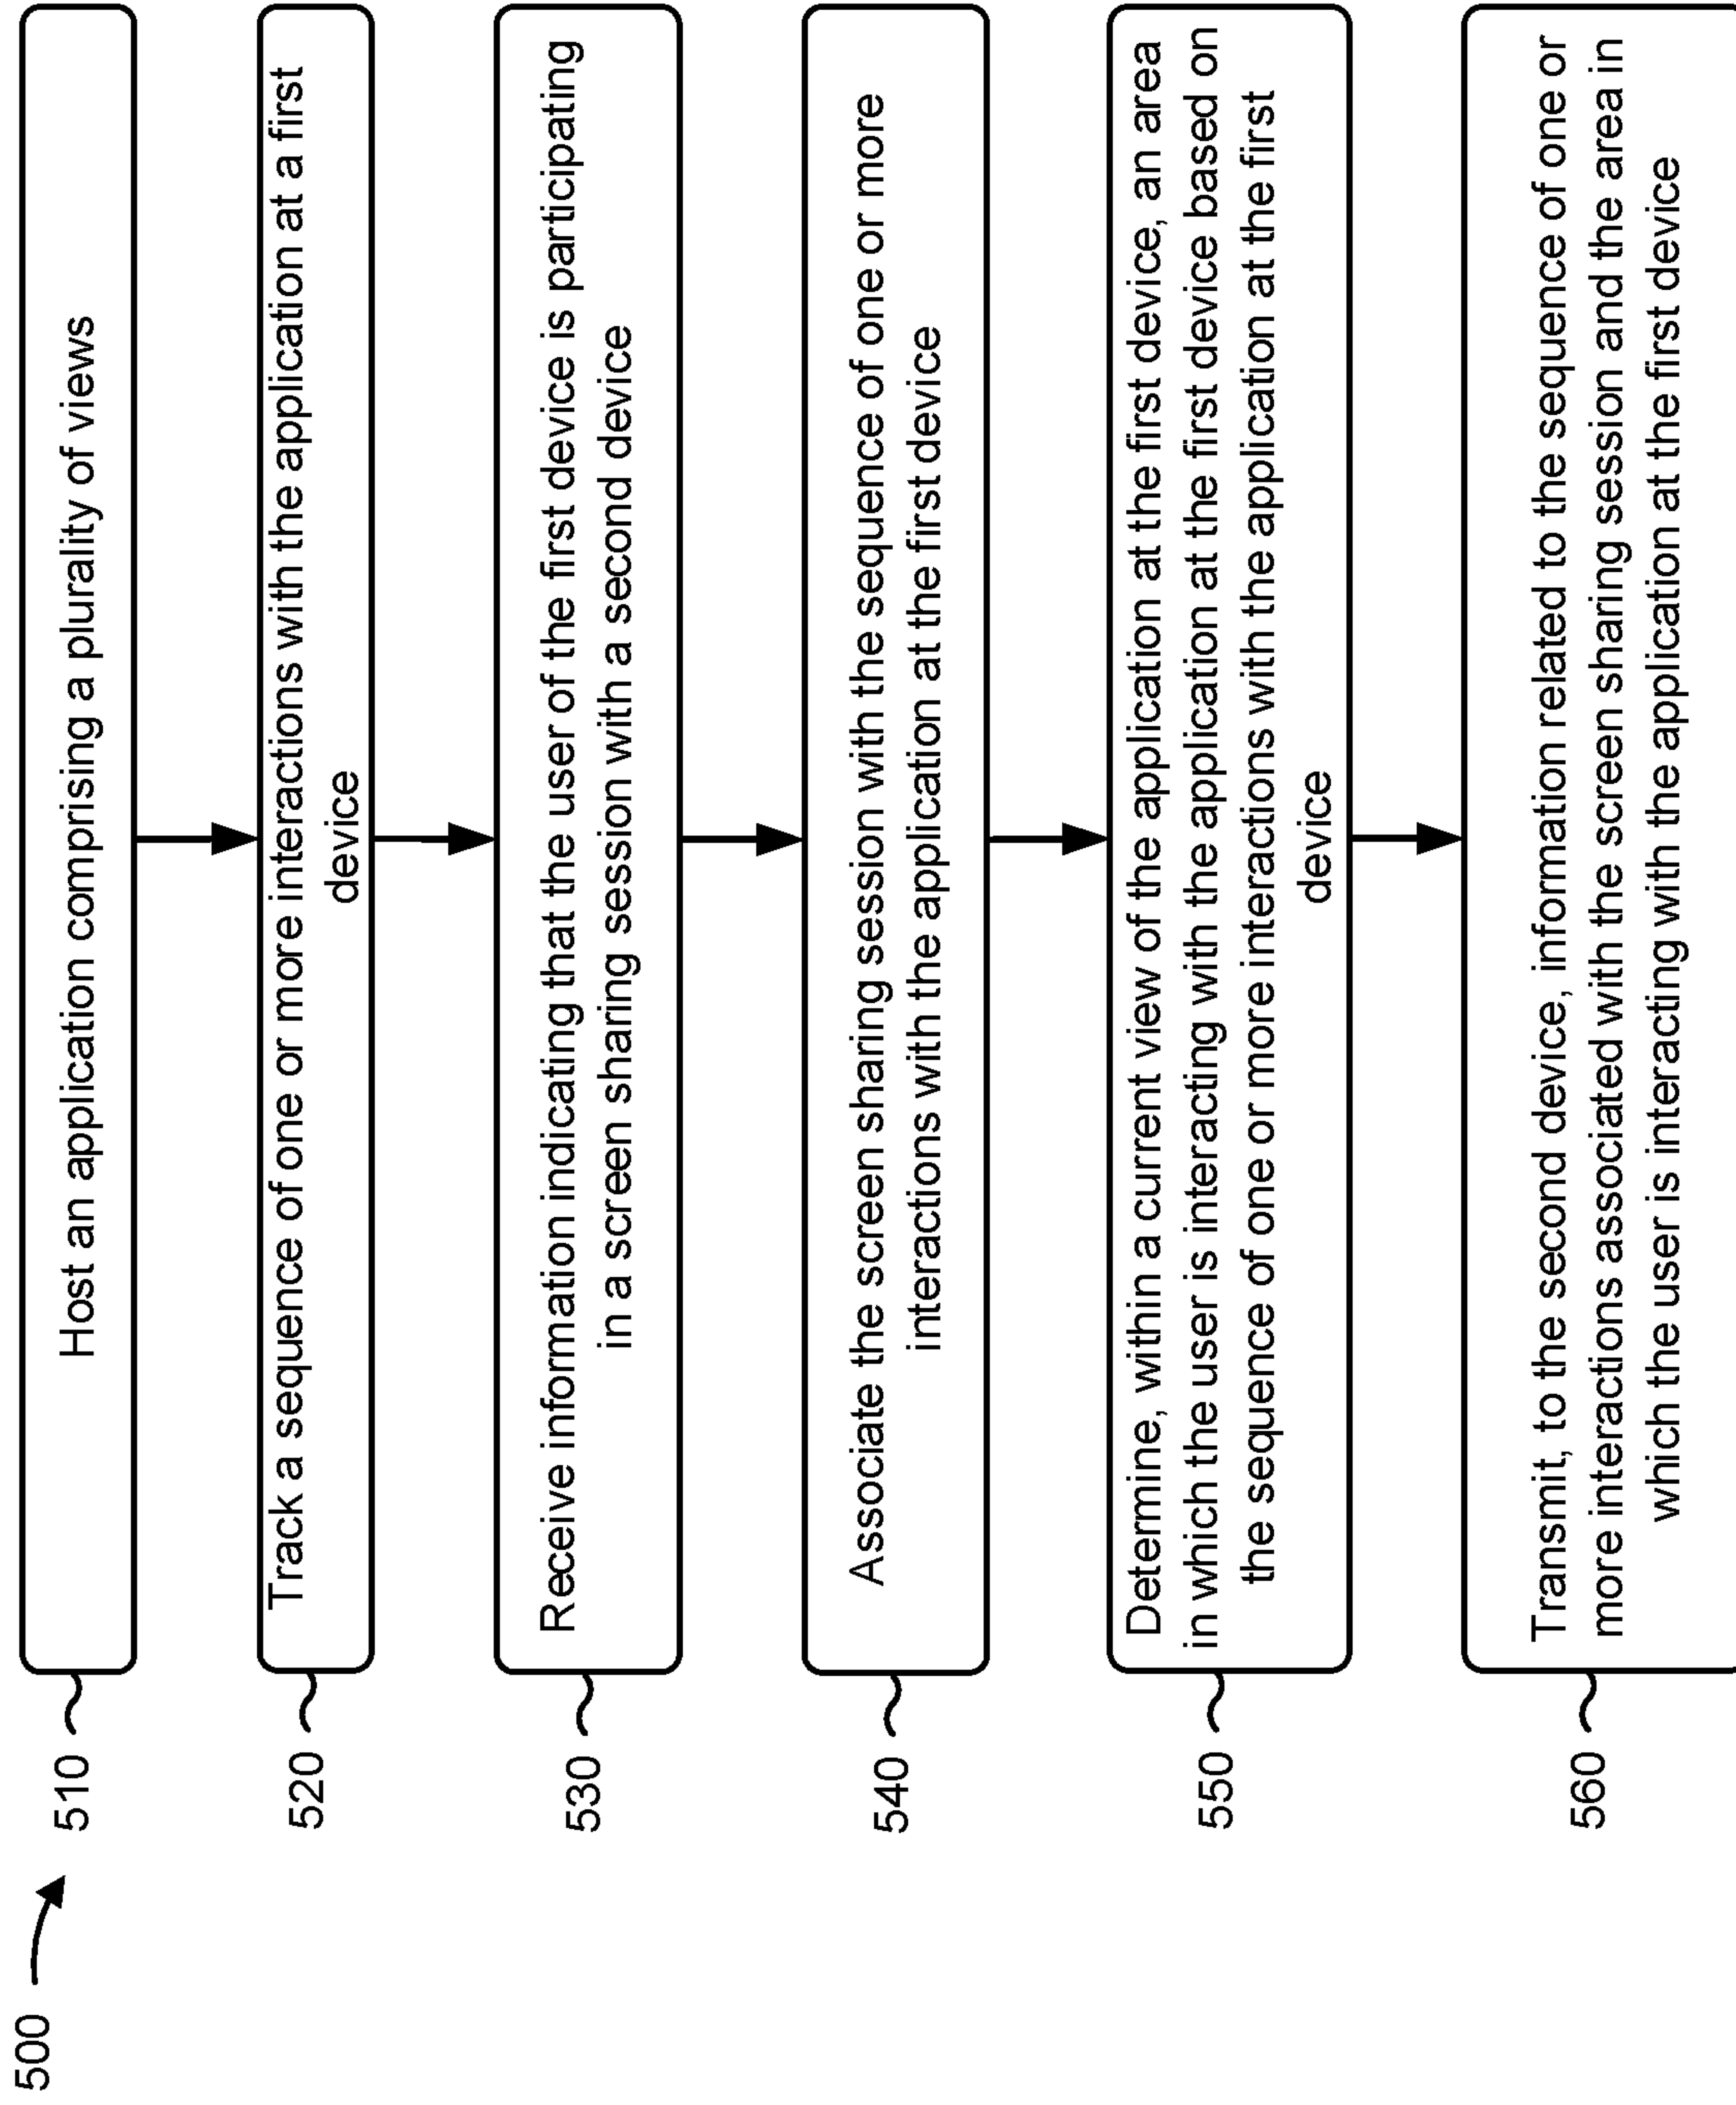 500
510
Host an application comprising a plurality of views
520
Track a sequence of one or more interactions with the application at a first
device
530
Receive information indicating that the user of the first device is participating
in a screen sharing session with a second device
540
Associate the screen sharing session with the sequence of one or more
interactions with the application at the first device
550
Determine, within a current view of the application at the first device, an area
in which the user is interacting with the application at the first device based on
the sequence of one or more interactions with the application at the first
device
560
Transmit, to the second device, information related to the sequence of one or
more interactions associated with the screen sharing session and the area in
which the user is interacting with the application at the first device